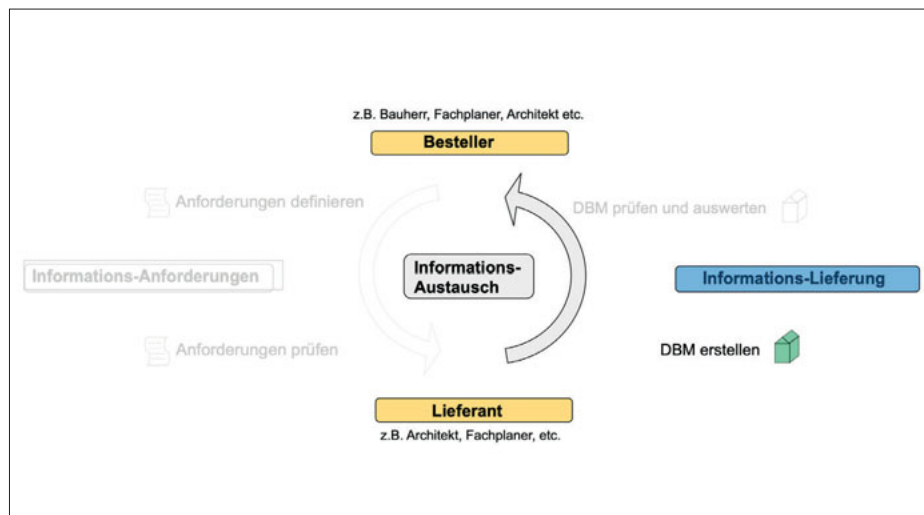 z.B. Bauherr, Fachplaner, Architekt etc.
Besteller
Anforderungen definieren
DBM prüfen und auswerten
Informations-Anforderungen
Informations-
Austausch
Informations-Lieferung
Anforderungen prüfen
DBM erstellen
Lieferant
z.B. Architekt, Fachplaner, etc.